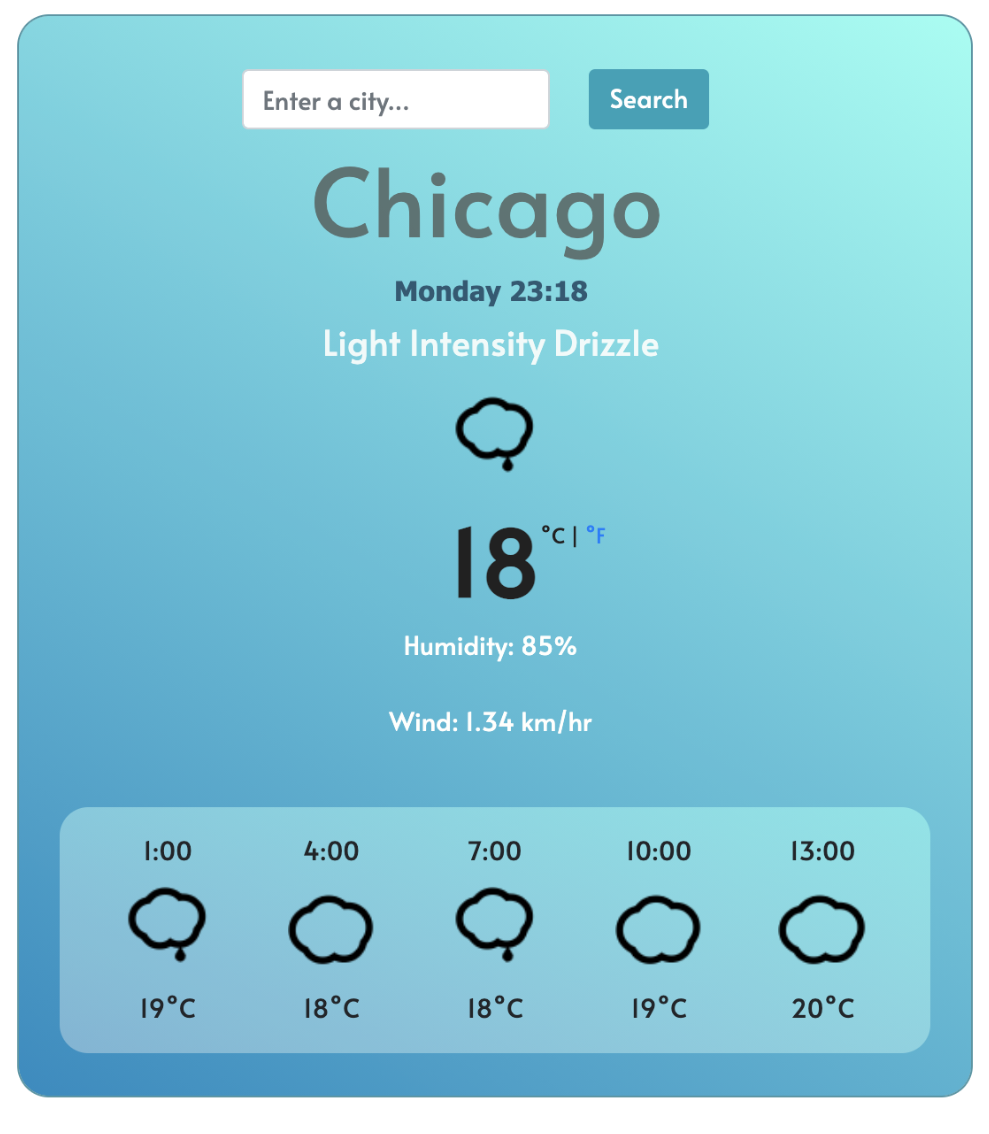 Enter a city... Search
Chicago
Monday 23:18
Light Intensity Drizzle
18 °C | °F
Humidity: 85%
Wind: 1.34 km/hr
1:00 4:00 7:00 10:00 13:00
19°C 18°C 18°C 19°C 20°C